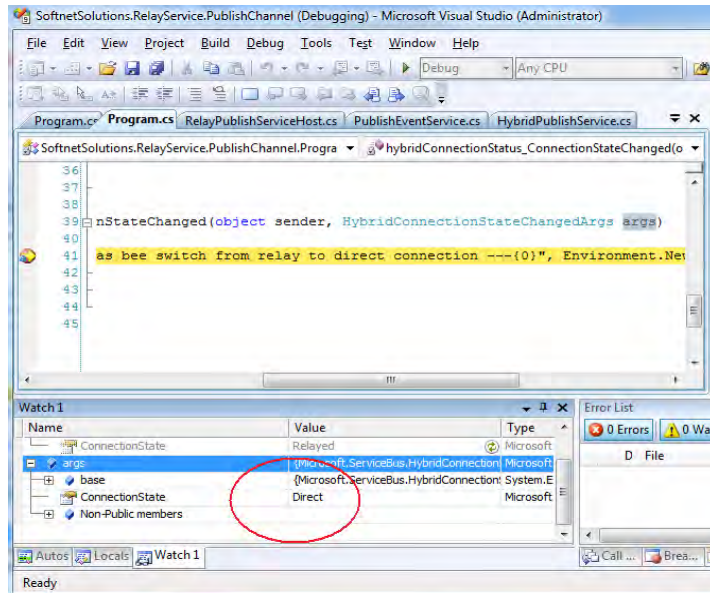 SoftnetSolutions.RelayService.PublishChannel (Debugging) - Microsoft Visual Studio (Administrator)
File Edit View Project Build Debug Tools Test Window Help
Debug Any CPU
Program.cs Program.cs RelayPublishServiceHost.cs PublishEventService.cs HybridPublishService.cs
SoftnetSolutions.RelayService.PublishChannel.Progra hybridConnectionStatus_ConnectionStateChanged(o
36
37
38
39 nStateChanged(object sender, HybridConnectionStateChangedArgs args)
40
41 as bee switch from relay to direct connection ---{0}", Environment.Ne
42
43
44
45
Watch 1
Name Value Type
ConnectionState Relayed Microsoft
args {Microsoft.ServiceBus.HybridConnection Microsoft
base {Microsoft.ServiceBus.HybridConnection System.E
ConnectionState Direct Microsoft
Non-Public members
Error List
0 Errors 0 Wa
D File
Autos Locals Watch 1
Call ... Brea...
Ready